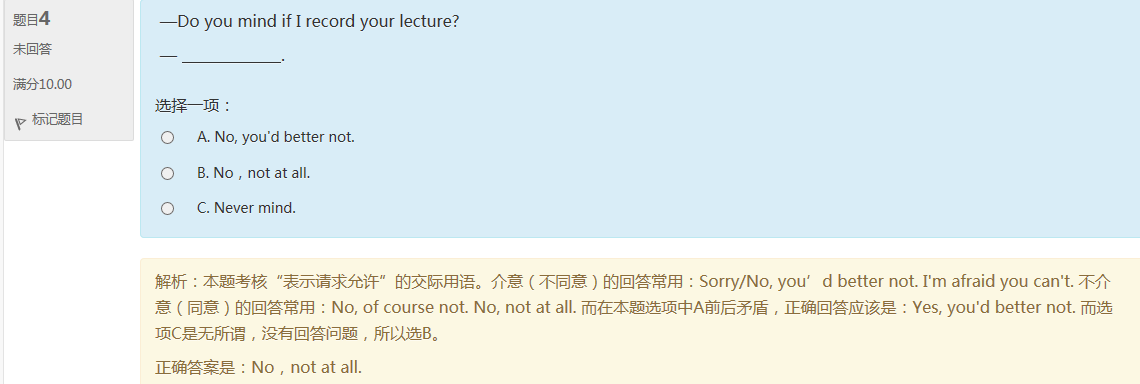 题目4
未回答
满分10.00
标记题目
—Do you mind if I record your lecture?
— _____________.
选择一项：
A. No, you'd better not.
B. No，not at all.
C. Never mind.
解析：本题考核“表示请求允许”的交际用语。介意（不同意）的回答常用：Sorry/No, you’d better not. I'm afraid you can't. 不介
意（同意）的回答常用：No, of course not. No, not at all. 而在本题选项中A前后矛盾，正确回答应该是：Yes, you'd better not. 而选
项C是无所谓，没有回答问题，所以选B。
正确答案是：No，not at all.